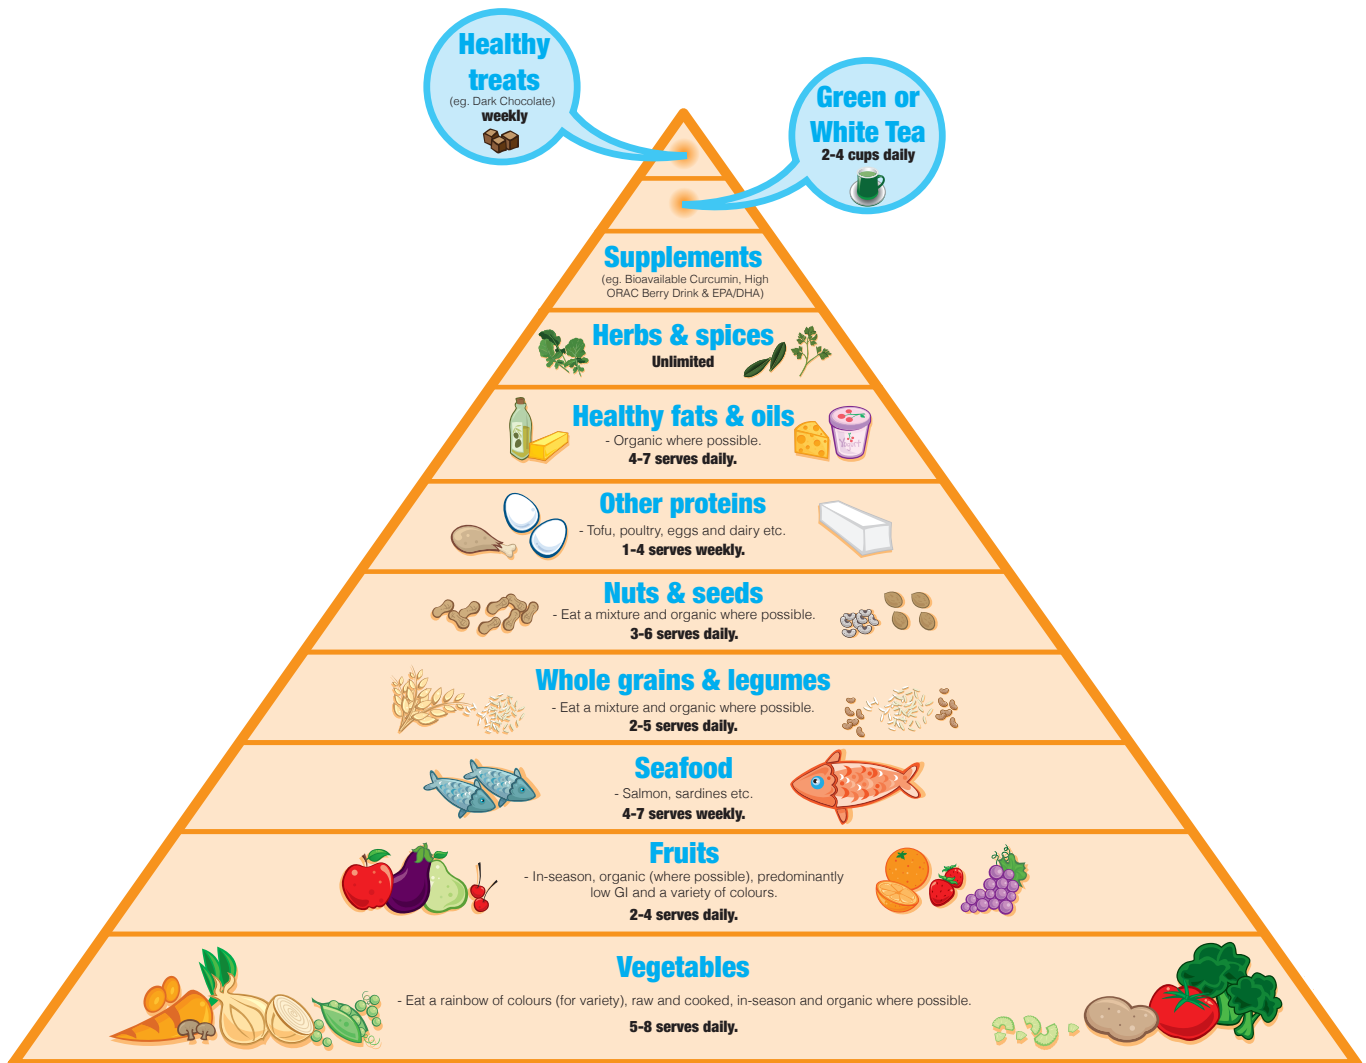 Healthy
treats
(eg. Dark Chocolate)
weekly
Green or
White Tea
2-4 cups daily
Supplements
(eg. Bioavailable Curcumin, High
ORAC Berry Drink & EPA/DHA)
Herbs & spices
Unlimited
Healthy fats & oils
- Organic where possible.
4-7 serves daily.
Other proteins
- Tofu, poultry, eggs and dairy etc.
1-4 serves weekly.
Nuts & seeds
- Eat a mixture and organic where possible.
3-6 serves daily.
Whole grains & legumes
- Eat a mixture and organic where possible.
2-5 serves daily.
Seafood
- Salmon, sardines etc.
4-7 serves weekly.
Fruits
- In-season, organic (where possible), predominantly
low GI and a variety of colours.
2-4 serves daily.
Vegetables
- Eat a rainbow of colours (for variety), raw and cooked, in-season and organic where possible.
5-8 serves daily.